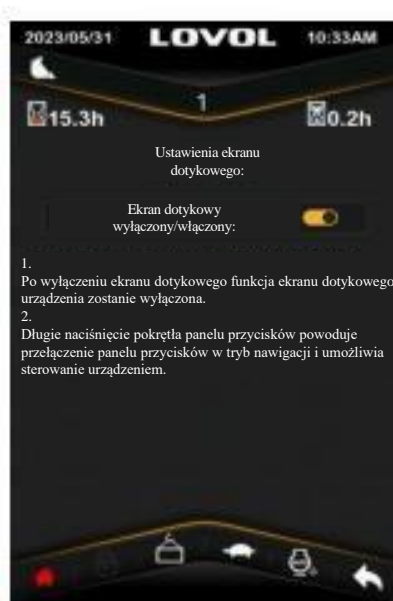 2023/05/31 LOVOL 10:33AM
1
15.3h 0.2h
Ustawienia ekranu
dotykowego:
Ekran dotykowy
wyłączony/włączony:
1.
Po wyłączeniu ekranu dotykowego funkcja ekranu dotykowego
urządzenia zostanie wyłączona.
2.
Długie naciśnięcie pokrętła panelu przycisków powoduje
przełączenie panelu przycisków w tryb nawigacji i umożliwia
sterowanie urządzeniem.